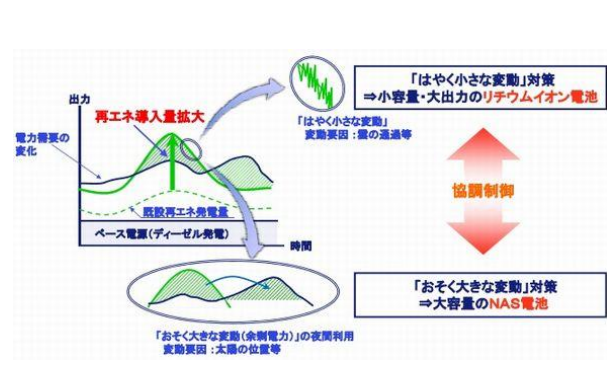 出力
再エネ導入量拡大
電力需要の
変化
既設再エネ発電量
ベース電源(ディーゼル発電)
時間
「はやく小さな変動」
変動要因:雲の通過等
「はやく小さな変動」対策
⇒小容量・大出力のリチウムイオン電池
協調制御
「おそく大きな変動」対策
⇒大容量のNAS電池
「おそく大きな変動(余剰電力)」の夜間利用
変動要因:太陽の位置等